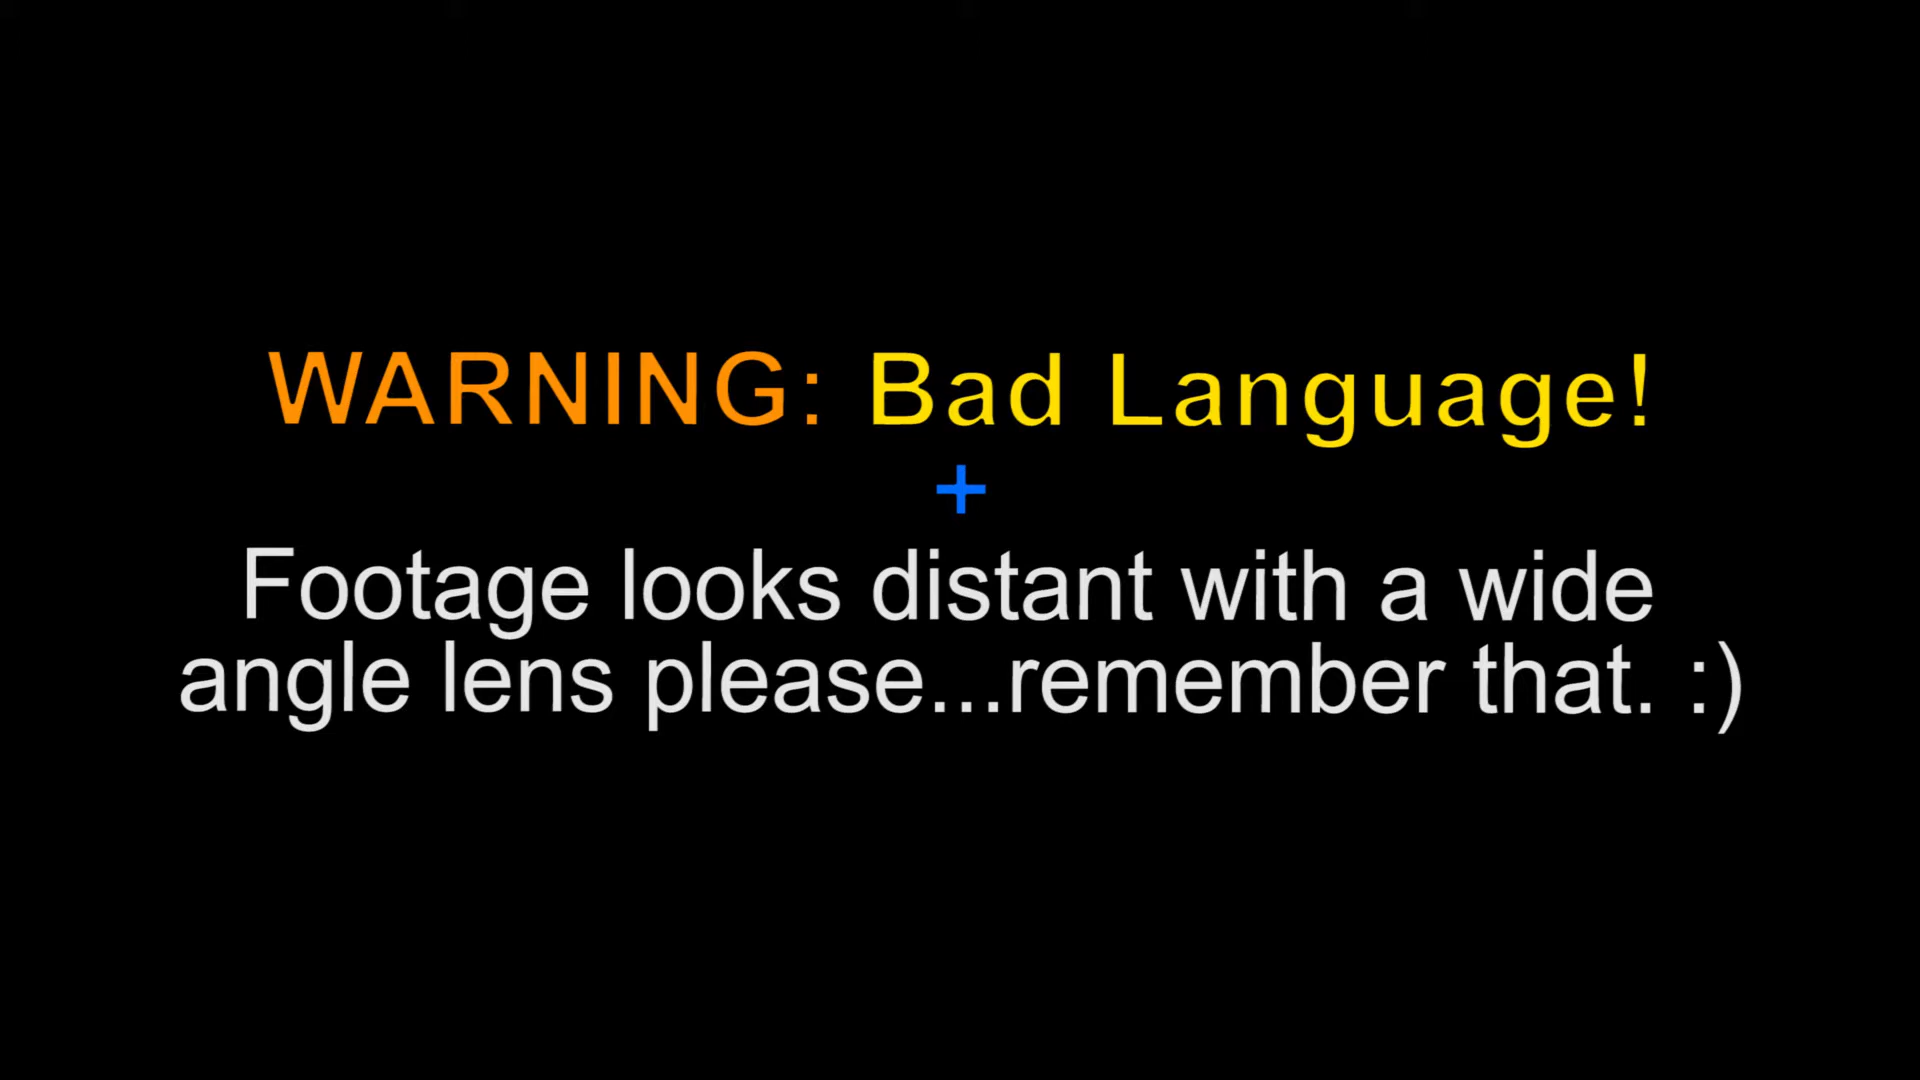 WARNING: Bad Language!
+
Footage looks distant with a wide
angle lens please...remember that. :)